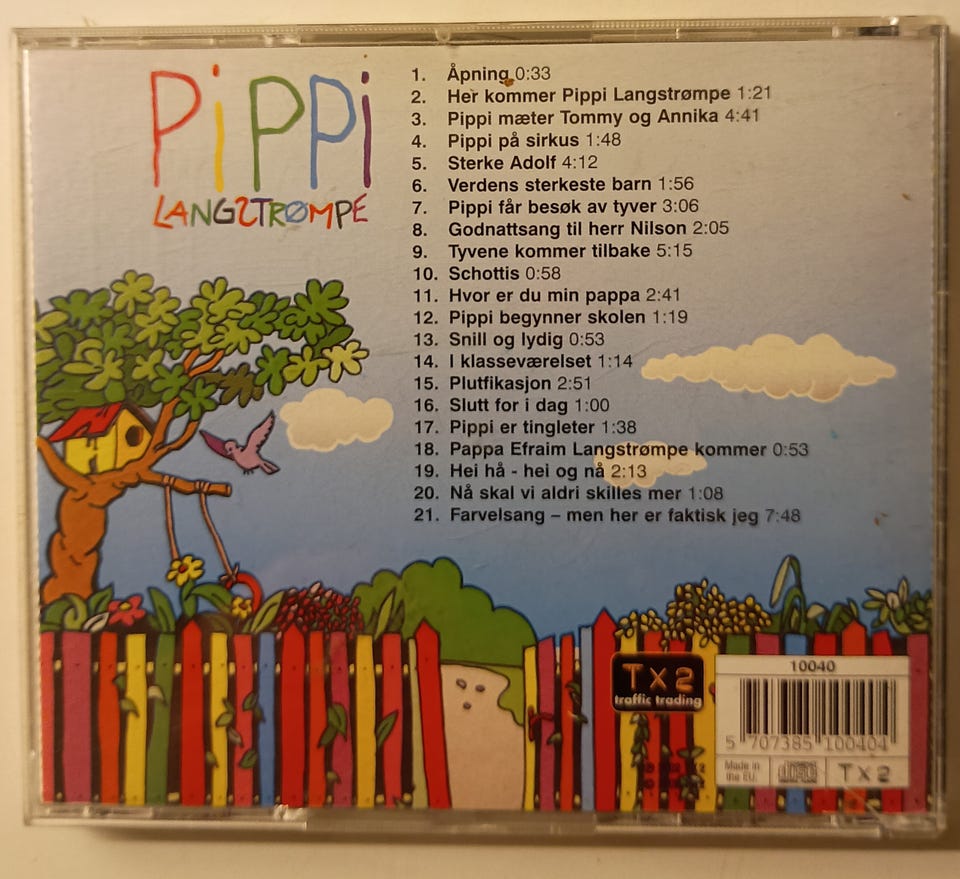 PiPPi
LANGSTRØMPE
1. Åpning 0:33
2. Her kommer Pippi Langstrømpe 1:21
3. Pippi mæter Tommy og Annika 4:41
4. Pippi på sirkus 1:48
5. Sterke Adolf 4:12
6. Verdens sterkeste barn 1:56
7. Pippi får besøk av tyver 3:06
8. Godnattsang til herr Nilson 2:05
9. Tyvene kommer tilbake 5:15
10. Schottis 0:58
11. Hvor er du min pappa 2:41
12. Pippi begynner skolen 1:19
13. Snill og lydig 0:53
14. I klasseværelset 1:14
15. Plutfikasjon 2:51
16. Slutt for i dag 1:00
17. Pippi er tingleter 1:38
18. Pappa Efraim Langstrømpe kommer 0:53
19. Hei hå - hei og nå 2:13
20. Nå skal vi aldri skilles mer 1:08
21. Farvelsang – men her er faktisk jeg 7:48
TX2
traffic trading
10040
5 707385 100404
Made in
the EU.
disc
TX2